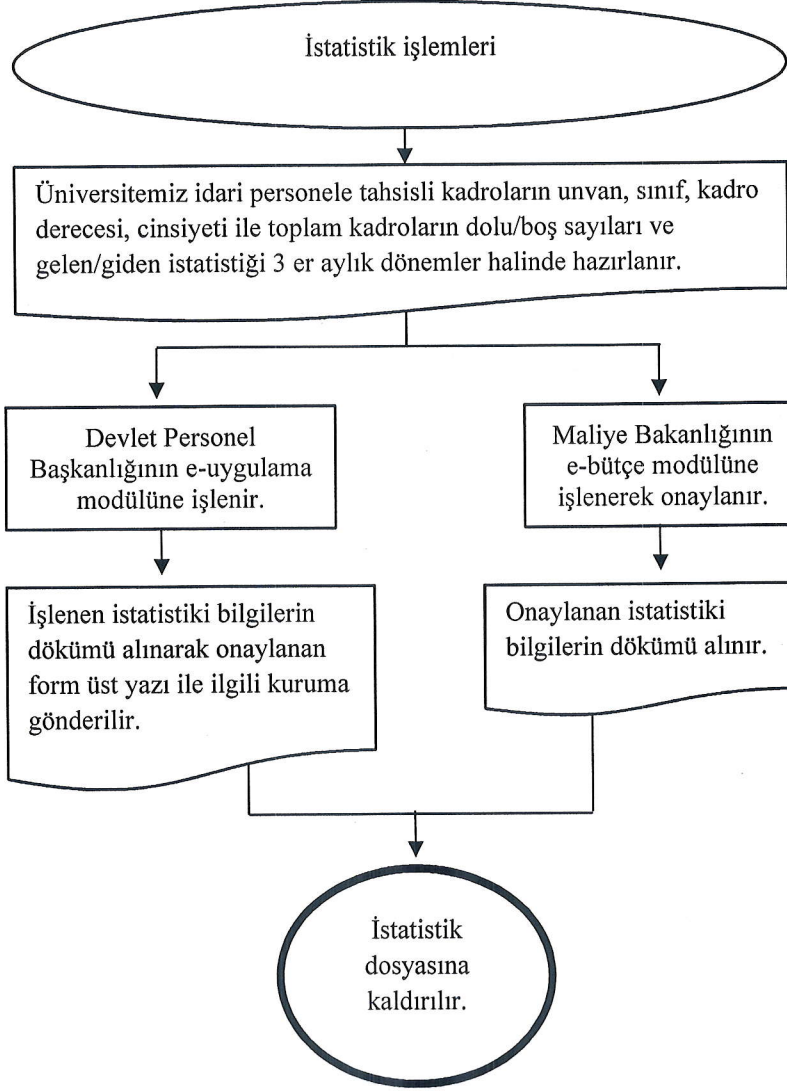 İstatistik işlemleri
Üniversitemiz idari personele tahsisli kadroların unvan, sınıf, kadro
derecesi, cinsiyeti ile toplam kadroların dolu/boş sayıları ve
gelen/giden istatistiği 3 er aylık dönemler halinde hazırlanır.
Devlet Personel
Başkanlığının e-uygulama
modülüne işlenir.
Maliye Bakanlığının
e-bütçe modülüne
işlenerek onaylanır.
İşlenen istatistiki bilgilerin
dökümü alınarak onaylanan
form üst yazı ile ilgili kuruma
gönderilir.
Onaylanan istatistiki
bilgilerin dökümü alınır.
İstatistik
dosyasına
kaldırılır.